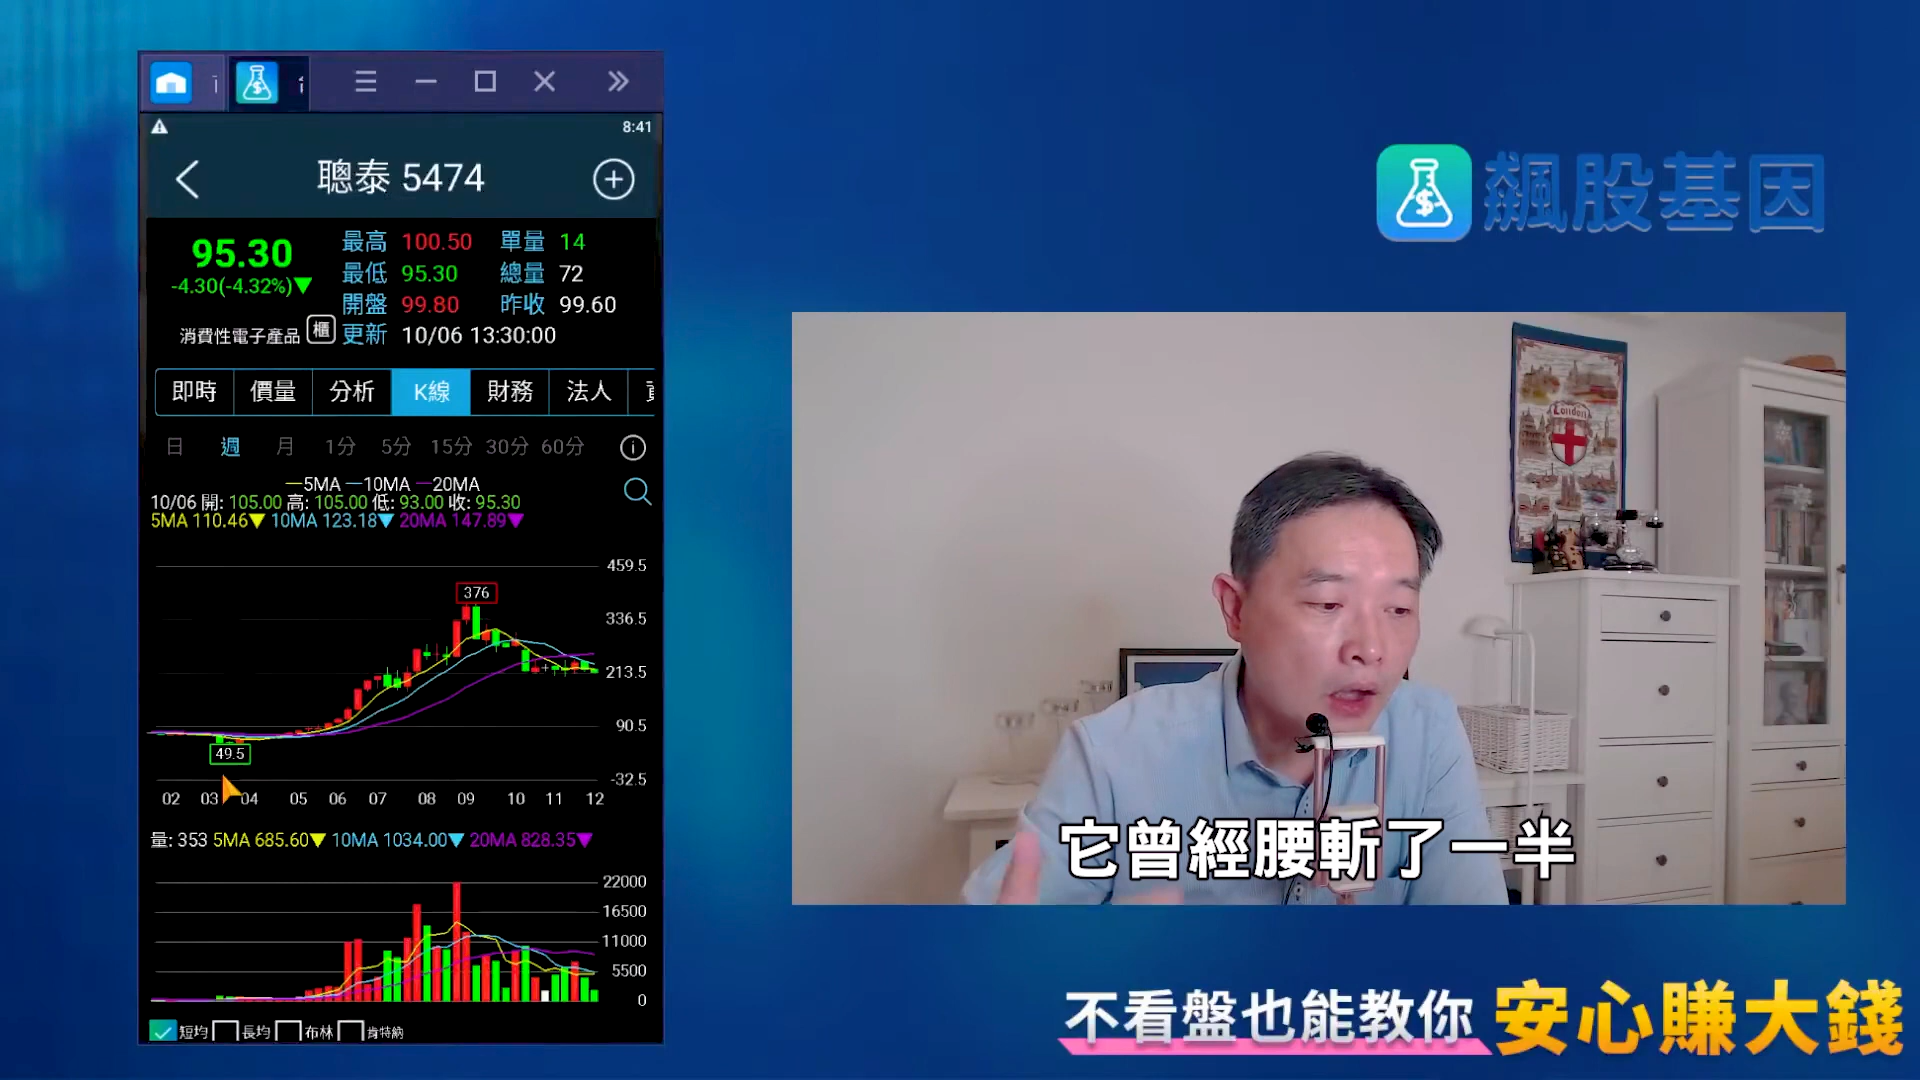 8:41
聰泰 5474
95.30
-4.30(-4.32%)▼
最高 100.50 單量 14
最低 95.30 總量 72
開盤 99.80 昨收 99.60
消費性電子產品 櫃 更新 10/06 13:30:00
即時 價量 分析 K線 財務 法人
日 週 月 1分 5分 15分 30分 60分
5MA 10MA 20MA
10/06 開: 105.00 高: 105.00 低: 93.00 收: 95.30
5MA 110.46▼ 10MA 123.18▼ 20MA 147.89▼
459.5
376
336.5
213.5
90.5
49.5
-32.5
02 03 04 05 06 07 08 09 10 11 12
量: 353 5MA 685.60▼ 10MA 1034.00▼ 20MA 828.35▼
22000
16500
11000
5500
0
短均 長均 布林 肯特納
飆股基因
London
它曾經腰斬了一半
不看盤也能教你 安心賺大錢